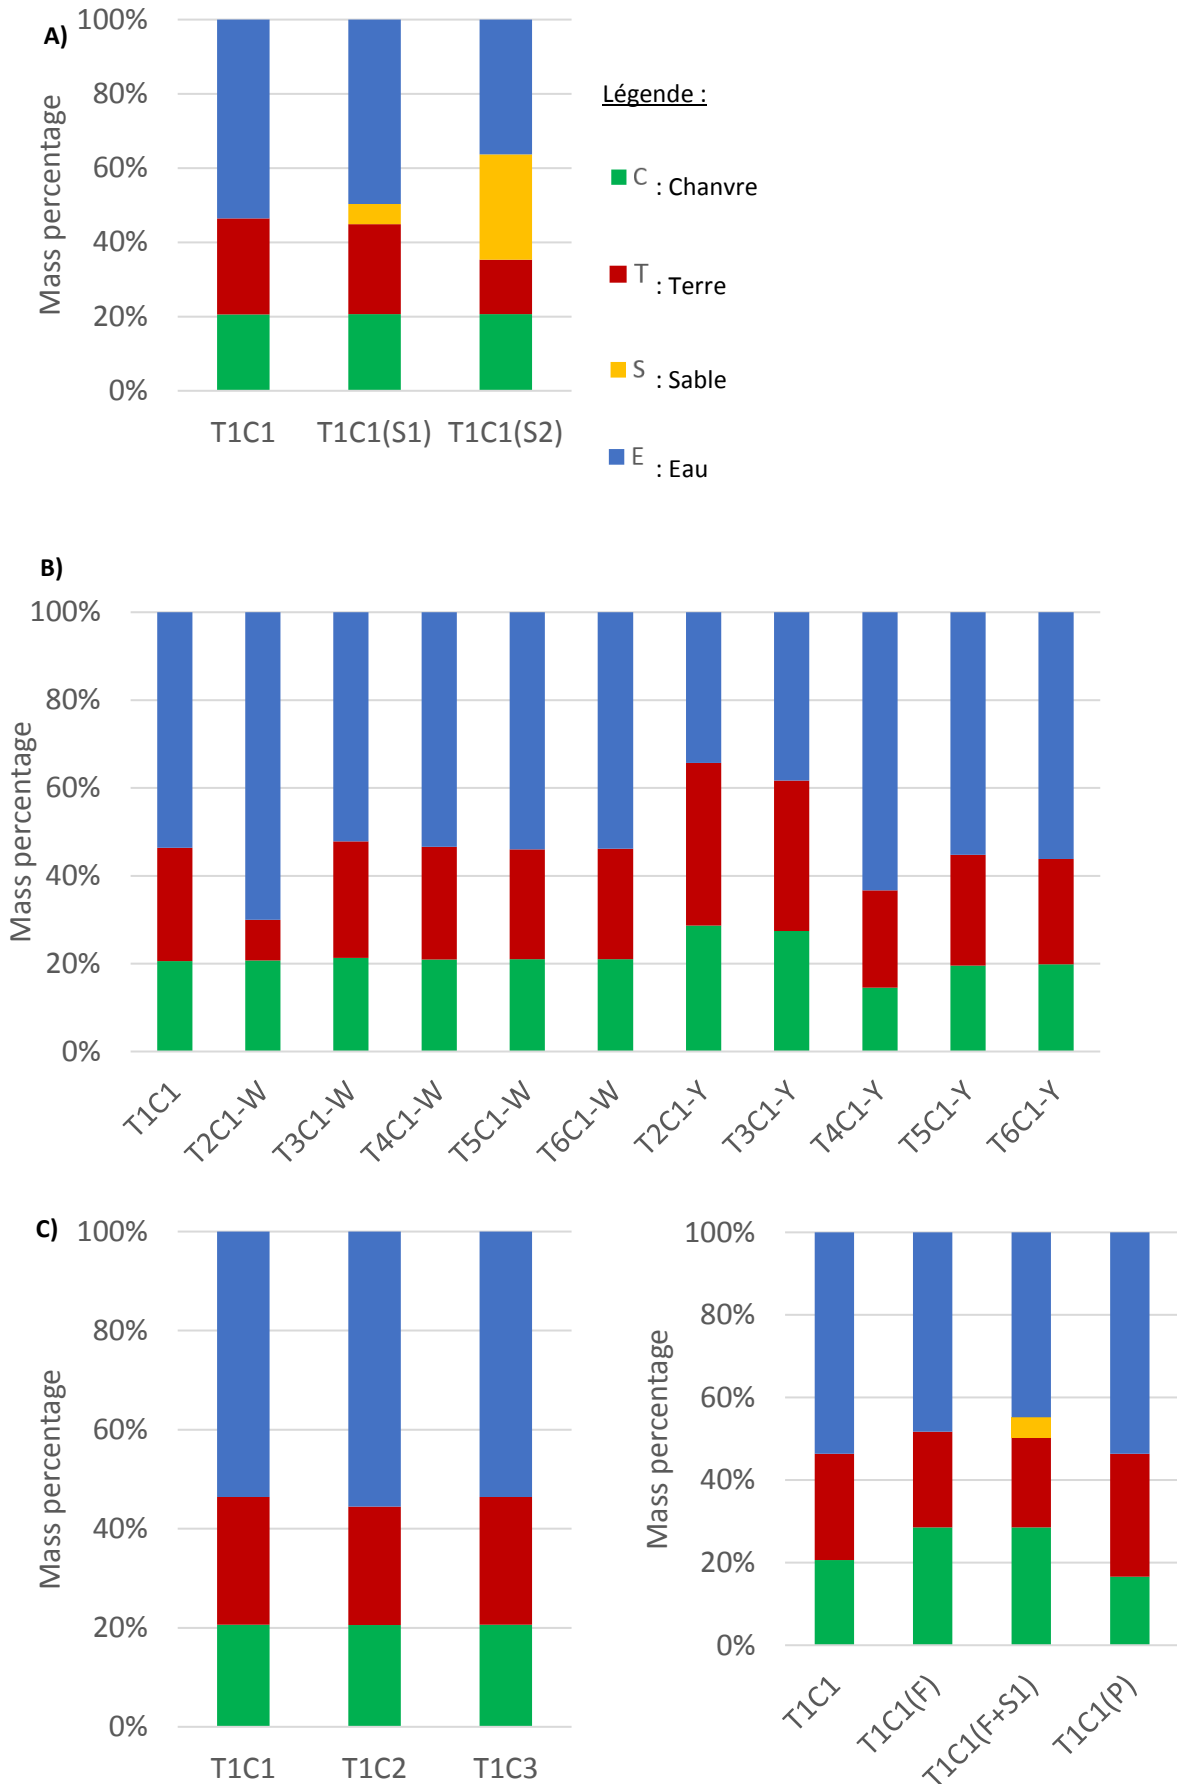 A)
100%
80%
60%
40%
20%
0%
Mass percentage
T1C1 T1C1(S1) T1C1(S2)
Légende :
C : Chanvre
T : Terre
S : Sable
E : Eau
B)
100%
80%
60%
40%
20%
0%
Mass percentage
T1C1 T2C1-W T3C1-W T4C1-W T5C1-W T6C1-W T2C1-Y T3C1-Y T4C1-Y T5C1-Y T6C1-Y
C)
100%
80%
60%
40%
20%
0%
Mass percentage
T1C1 T1C2 T1C3
100%
80%
60%
40%
20%
0%
Mass percentage
T1C1 T1C1(F) T1C1(F+S1) T1C1(P)